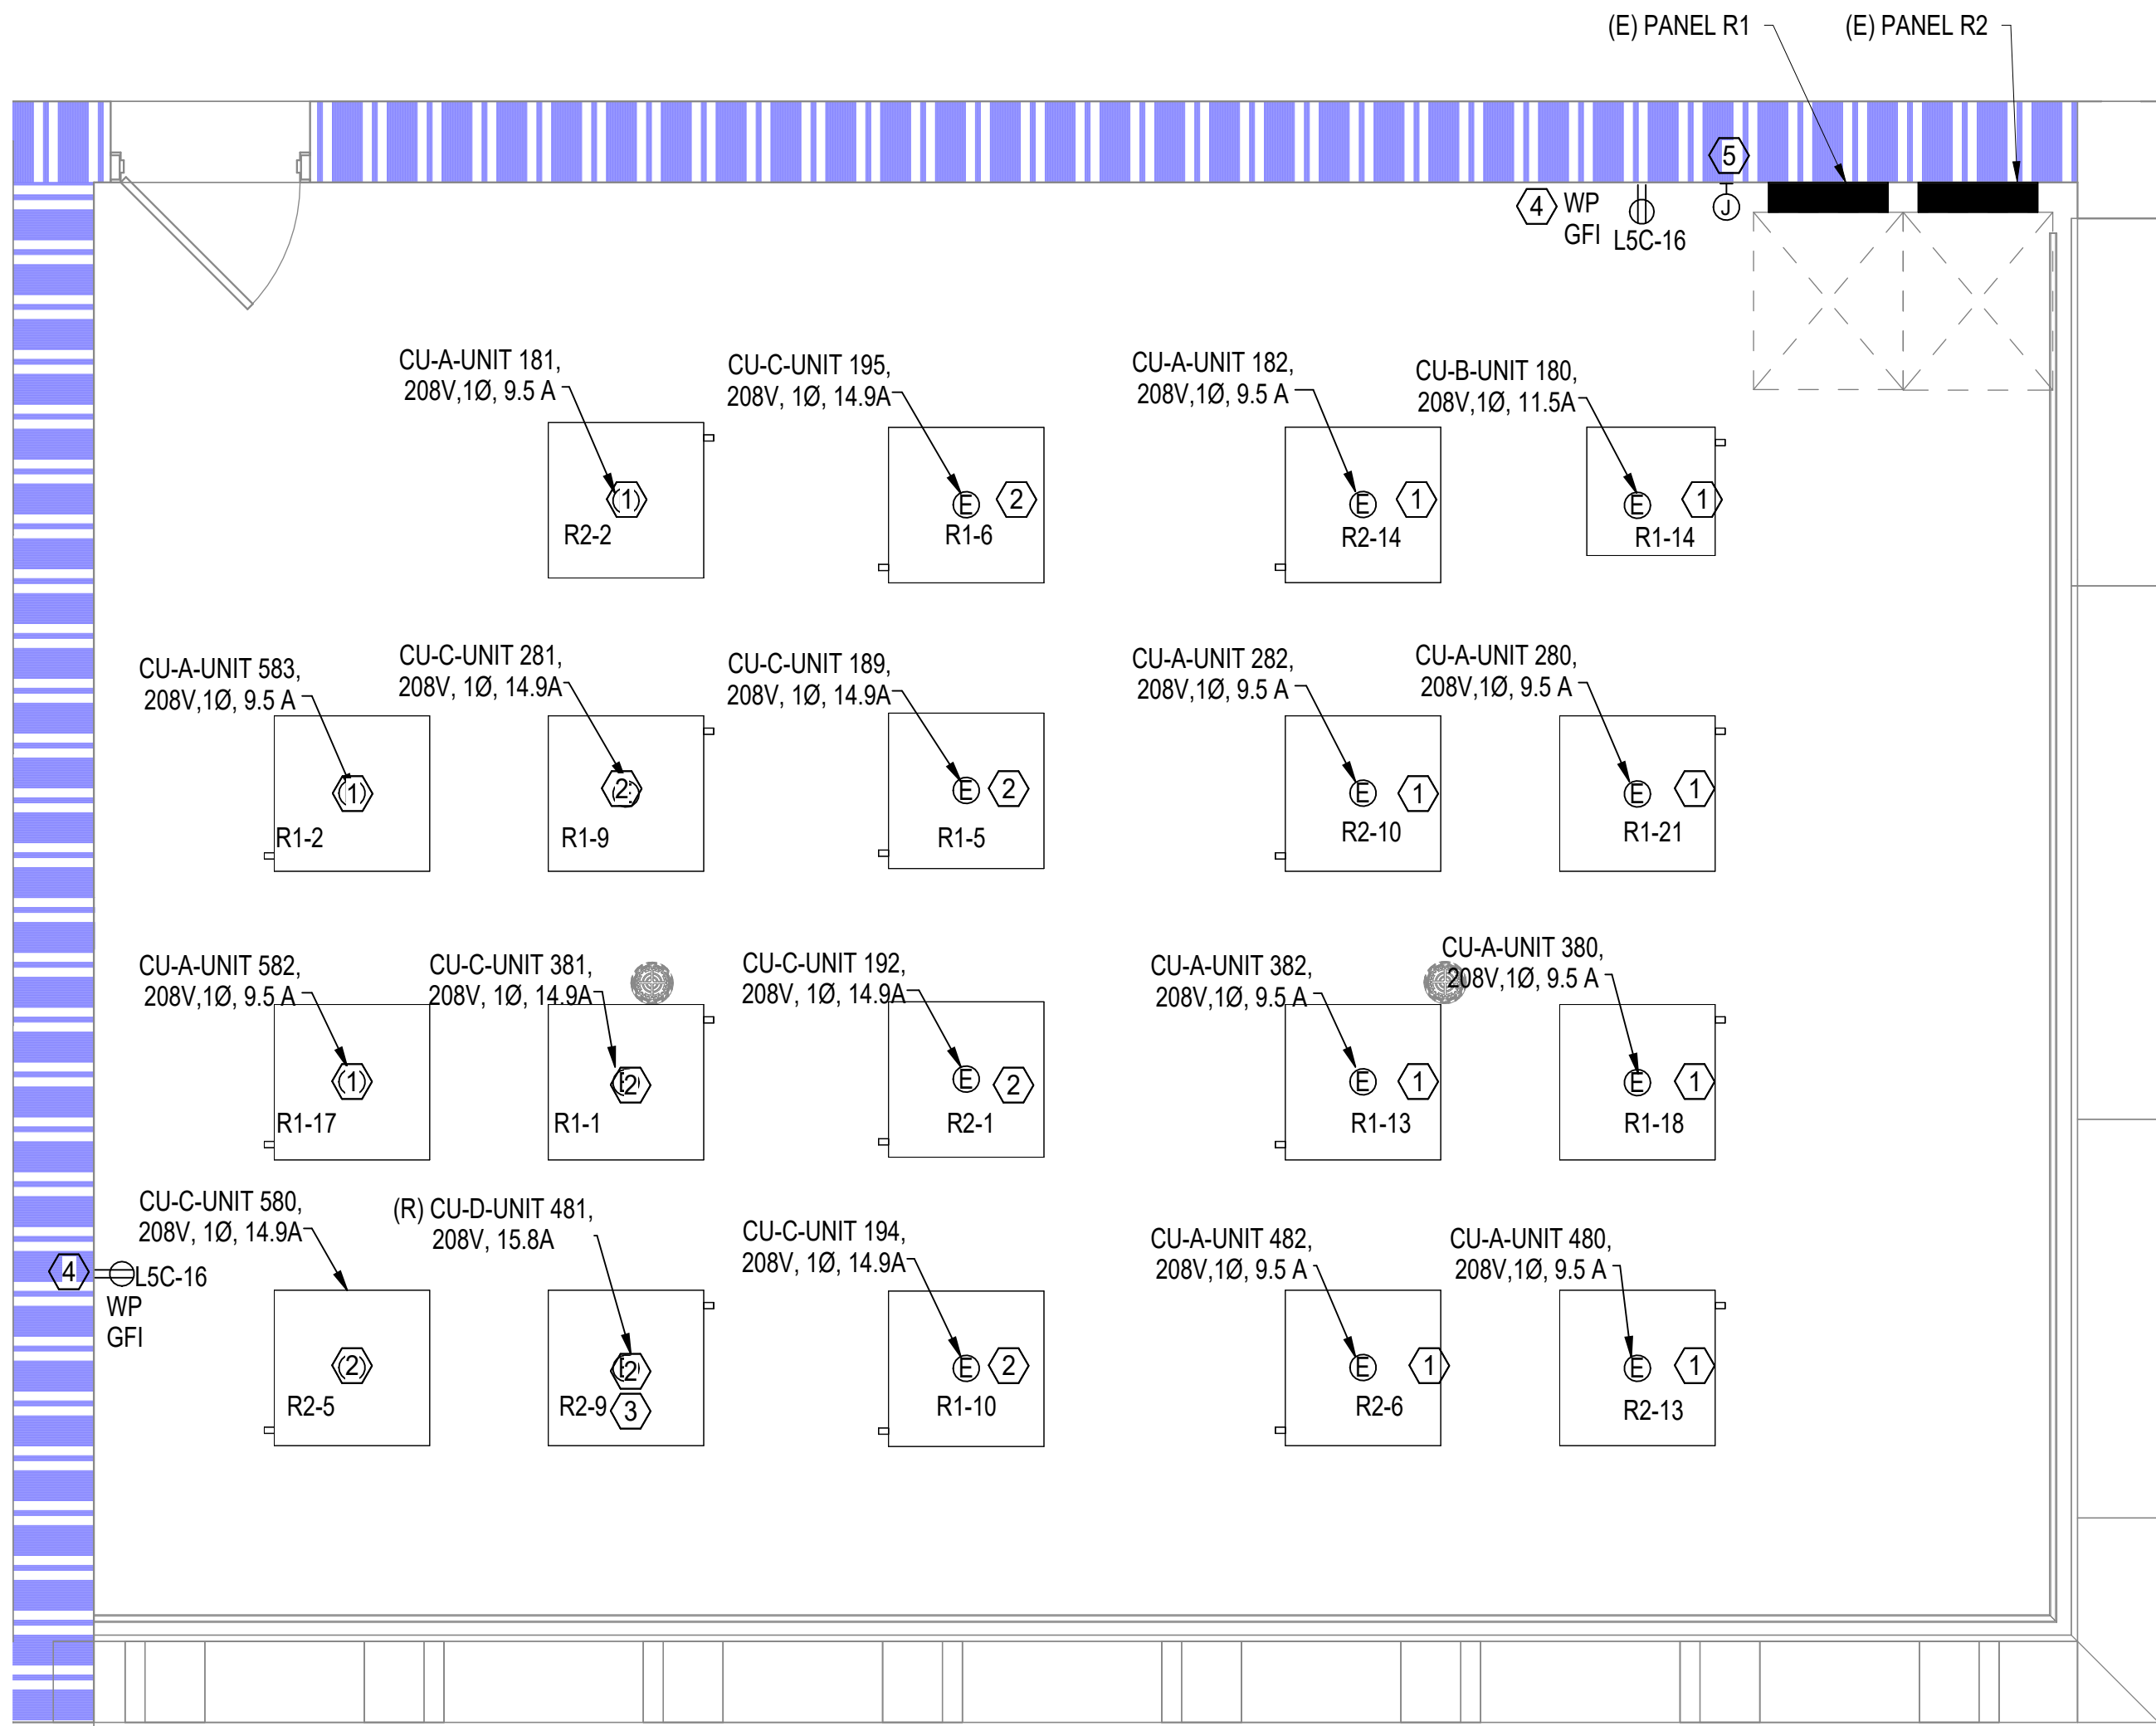 (E) PANEL R1
(E) PANEL R2
5
4
WP
GFI
L5C-16
J
CU-A-UNIT 181,
208V,1Ø, 9.5 A
1
R2-2
CU-C-UNIT 195,
208V, 1Ø, 14.9A
E
2
R1-6
CU-A-UNIT 182,
208V,1Ø, 9.5 A
E
1
R2-14
CU-B-UNIT 180,
208V,1Ø, 11.5A
E
1
R1-14
CU-A-UNIT 583,
208V,1Ø, 9.5 A
1
R1-2
CU-C-UNIT 281,
208V, 1Ø, 14.9A
2
R1-9
CU-C-UNIT 189,
208V, 1Ø, 14.9A
E
2
R1-5
CU-A-UNIT 282,
208V,1Ø, 9.5 A
E
1
R2-10
CU-A-UNIT 280,
208V,1Ø, 9.5 A
E
1
R1-21
CU-A-UNIT 582,
208V,1Ø, 9.5 A
1
R1-17
CU-C-UNIT 381,
208V, 1Ø, 14.9A
2
R1-1
CU-C-UNIT 192,
208V, 1Ø, 14.9A
E
2
R2-1
CU-A-UNIT 382,
208V,1Ø, 9.5 A
E
1
R1-13
CU-A-UNIT 380,
208V,1Ø, 9.5 A
E
1
R1-18
4
L5C-16
WP
GFI
CU-C-UNIT 580,
208V, 1Ø, 14.9A
2
R2-5
(R) CU-D-UNIT 481,
208V, 15.8A
2
R2-9
3
CU-C-UNIT 194,
208V, 1Ø, 14.9A
E
2
R1-10
CU-A-UNIT 482,
208V,1Ø, 9.5 A
E
1
R2-6
CU-A-UNIT 480,
208V,1Ø, 9.5 A
E
1
R2-13